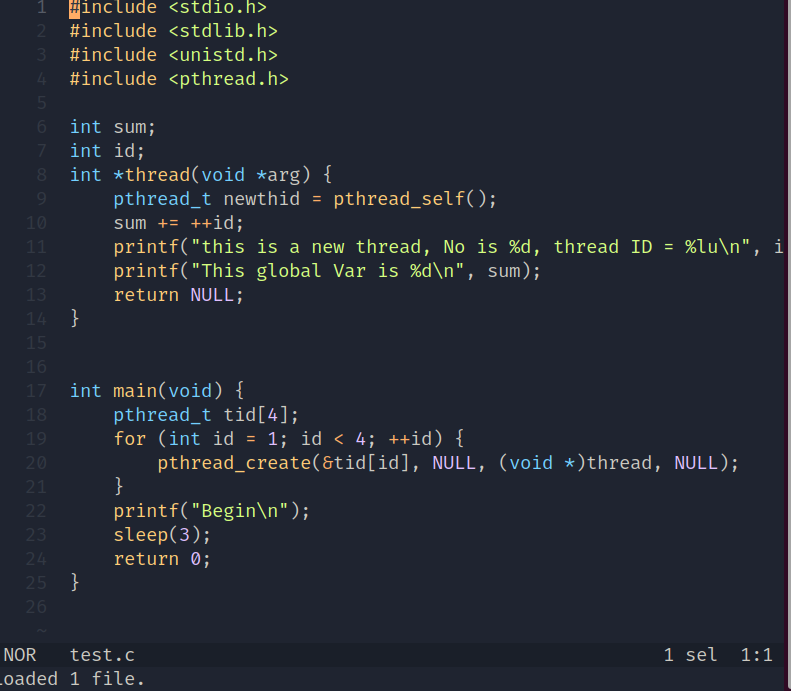 1 #include <stdio.h>
2 #include <stdlib.h>
3 #include <unistd.h>
4 #include <pthread.h>
5
6 int sum;
7 int id;
8 int *thread(void *arg) {
9     pthread_t newthid = pthread_self();
10     sum += ++id;
11     printf("this is a new thread, No is %d, thread ID = %lu\n", i
12     printf("This global Var is %d\n", sum);
13     return NULL;
14 }
15
16
17 int main(void) {
18     pthread_t tid[4];
19     for (int id = 1; id < 4; ++id) {
20         pthread_create(&tid[id], NULL, (void *)thread, NULL);
21     }
22     printf("Begin\n");
23     sleep(3);
24     return 0;
25 }
26
~
NOR test.c 1 sel 1:1
Loaded 1 file.